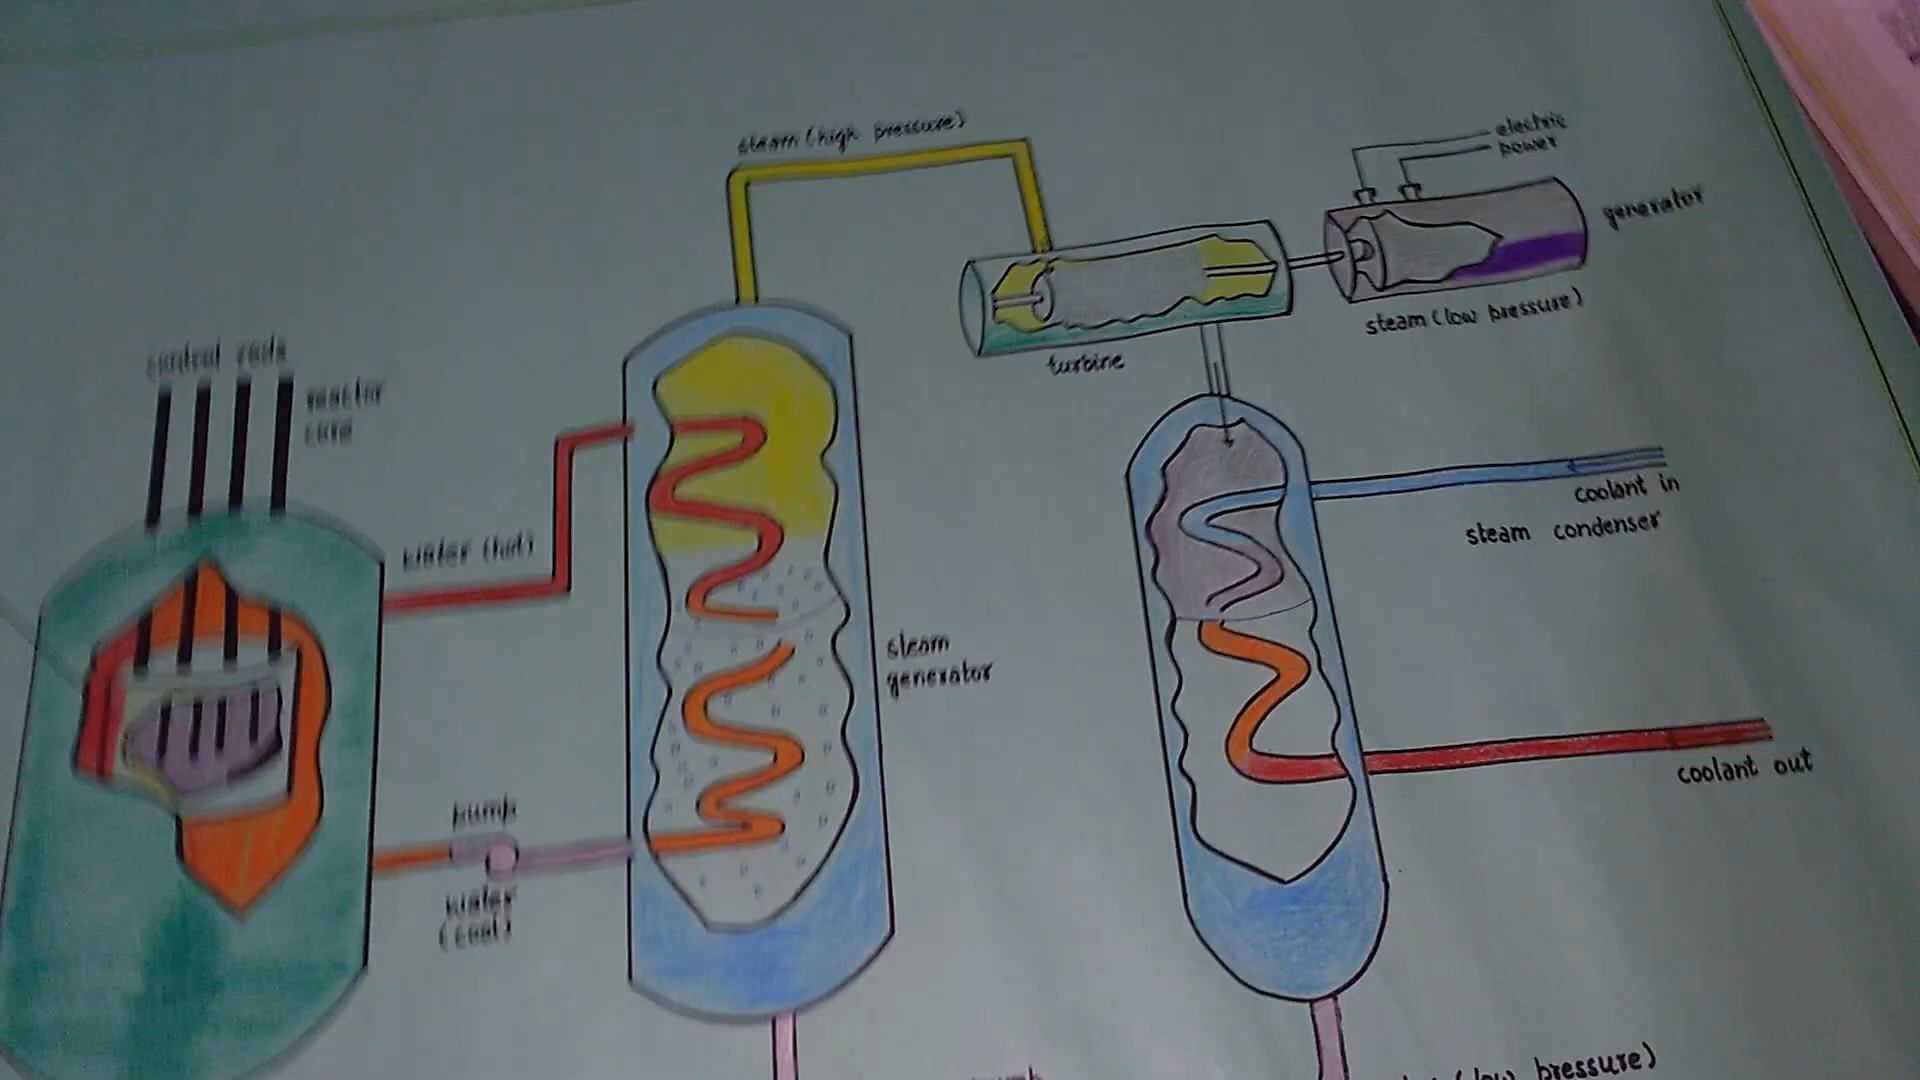 steam (high pressure)
electric
power
generator
steam (low pressure)
turbine
control rods
reactor
core
coolant in
steam condenser
water (hot)
steam
generator
coolant out
pump
water
(cool)
(low pressure)